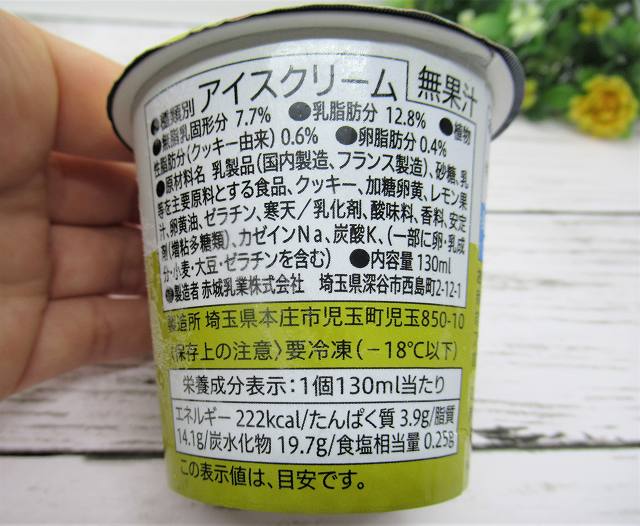 ●種類別 アイスクリーム 無果汁
●無脂乳固形分 7.7% ●乳脂肪分 12.8% ●植物
性脂肪分(クッキー由来) 0.6% ●卵脂肪分 0.4%
●原材料名 乳製品(国内製造、フランス製造)、砂糖、乳
等を主要原料とする食品、クッキー、加糖卵黄、レモン果
汁、卵黄油、ゼラチン、寒天/乳化剤、酸味料、香料、安定
剤(増粘多糖類)、カゼインNa、炭酸K、(一部に卵・乳成
分・小麦・大豆・ゼラチンを含む) ●内容量 130ml
●製造者 赤城乳業株式会社 埼玉県深谷市西島町2-12-1
製造所 埼玉県本庄市児玉町児玉850-10
〈保存上の注意〉要冷凍(-18℃以下)
栄養成分表示:1個130ml当たり
エネルギー 222kcal/たんぱく質 3.9g/脂質
14.1g/炭水化物 19.7g/食塩相当量 0.25g
この表示値は、目安です。